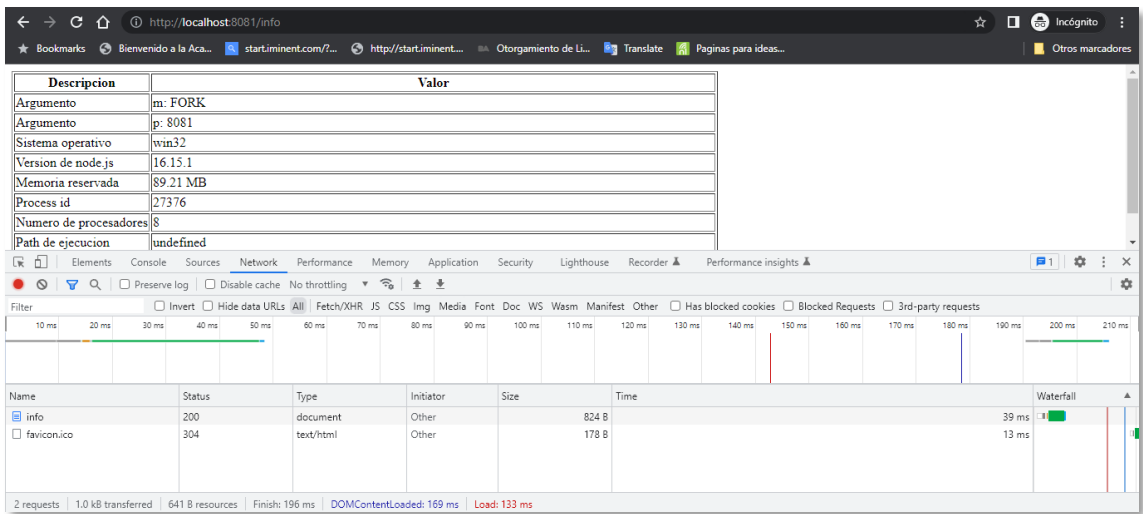 http://localhost:8081/info Incógnito
Bookmarks Bienvenido a la Aca... start.iminent.com/?... http://start.iminent.... Otorgamiento de Li... Translate Paginas para ideas... Otros marcadores
Descripcion Valor
Argumento m: FORK
Argumento p: 8081
Sistema operativo win32
Version de node.js 16.15.1
Memoria reservada 89.21 MB
Process id 27376
Numero de procesadores 8
Path de ejecucion undefined
Elements Console Sources Network Performance Memory Application Security Lighthouse Recorder Performance insights 1
Preserve log Disable cache No throttling
Filter Invert Hide data URLs All Fetch/XHR JS CSS Img Media Font Doc WS Wasm Manifest Other Has blocked cookies Blocked Requests 3rd-party requests
10 ms 20 ms 30 ms 40 ms 50 ms 60 ms 70 ms 80 ms 90 ms 100 ms 110 ms 120 ms 130 ms 140 ms 150 ms 160 ms 170 ms 180 ms 190 ms 200 ms 210 ms
Name Status Type Initiator Size Time Waterfall
info 200 document Other 824 B 39 ms
favicon.ico 304 text/html Other 178 B 13 ms
2 requests 1.0 kB transferred 641 B resources Finish: 196 ms DOMContentLoaded: 169 ms Load: 133 ms